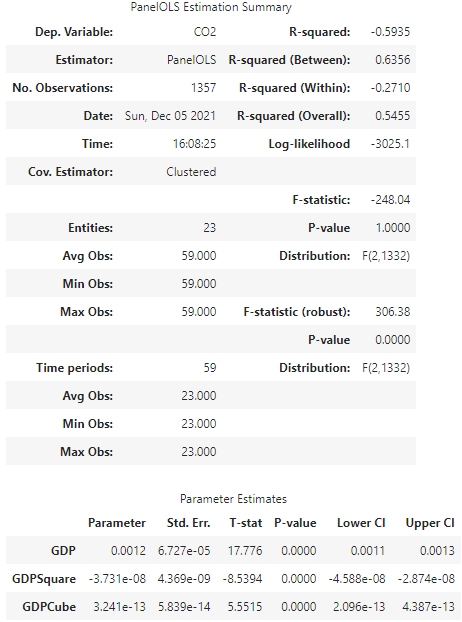 PanelOLS Estimation Summary
Dep. Variable: CO2 R-squared: -0.5935
Estimator: PanelOLS R-squared (Between): 0.6356
No. Observations: 1357 R-squared (Within): -0.2710
Date: Sun, Dec 05 2021 R-squared (Overall): 0.5455
Time: 16:08:25 Log-likelihood -3025.1
Cov. Estimator: Clustered
F-statistic: -248.04
Entities: 23 P-value 1.0000
Avg Obs: 59.000 Distribution: F(2,1332)
Min Obs: 59.000
Max Obs: 59.000 F-statistic (robust): 306.38
P-value 0.0000
Time periods: 59 Distribution: F(2,1332)
Avg Obs: 23.000
Min Obs: 23.000
Max Obs: 23.000
Parameter Estimates
Parameter Std. Err. T-stat P-value Lower CI Upper CI
GDP 0.0012 6.727e-05 17.776 0.0000 0.0011 0.0013
GDPSquare -3.731e-08 4.369e-09 -8.5394 0.0000 -4.588e-08 -2.874e-08
GDPCube 3.241e-13 5.839e-14 5.5515 0.0000 2.096e-13 4.387e-13